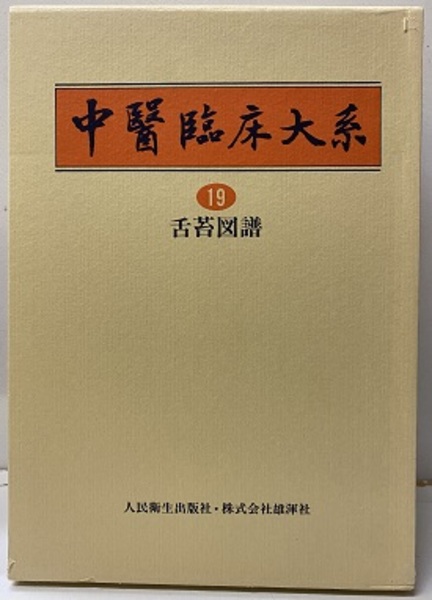 中醫臨床大系
19
舌苔図譜
人民衛生出版社・株式会社雄渾社